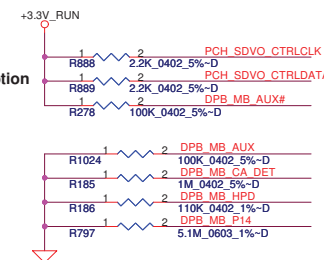 +3.3V_RUN
1 2 PCH_SDVO_CTRLCLK
R888 2.2K_0402_5%~D
ption
1 2 PCH_SDVO_CTRLDATA
R889 2.2K_0402_5%~D
1 2 DPB_MB_AUX#
R278 100K_0402_5%~D
1 2 DPB_MB_AUX
R1024 100K_0402_5%~D
1 2 DPB_MB_CA_DET
R185 1M_0402_5%~D
1 2 DPB_MB_HPD
R186 110K_0402_1%~D
1 2 DPB_MB_P14
R797 5.1M_0603_1%~D